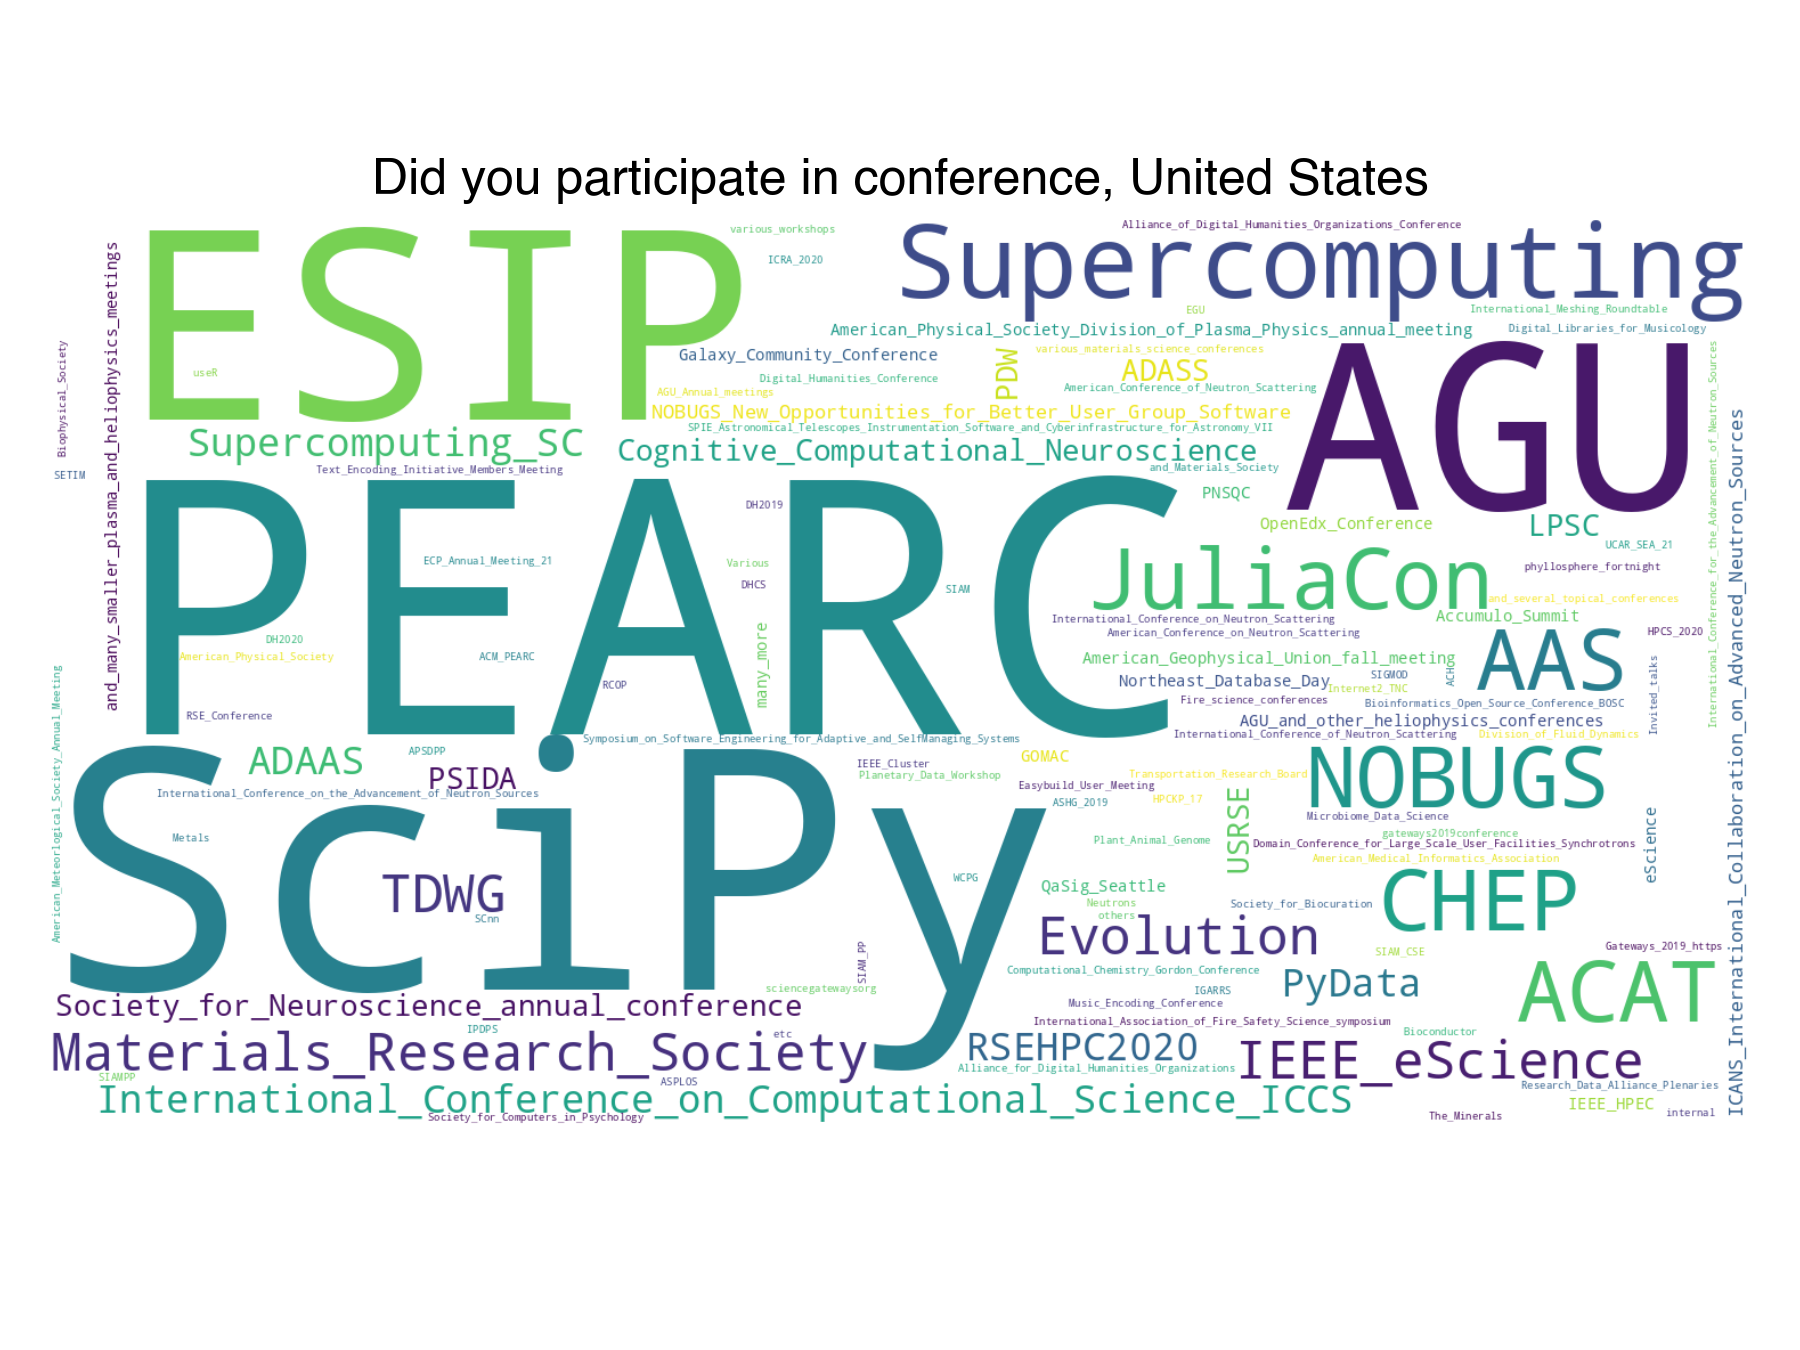 Did you participate in conference, United States
Alliance_of_Digital_Humanities_Organizations_Conference
ESIP
various_workshops
Supercomputing
ICRA_2020
and_many_smaller_plasma_and_heliophysics_meetings
EGU
International_Meshing_Roundtable
American_Physical_Society_Division_of_Plasma_Physics_annual_meeting
Digital_Libraries_for_Musicology
Biophysical_Society
Galaxy_Community_Conference
PDW
various_materials_science_conferences
AGU
International_Conference_for_the_Advancement_of_Neutron_Sources
useR
Digital_Humanities_Conference
ADASS
AGU_Annual_meetings
American_Conference_of_Neutron_Scattering
NOBUGS_New_Opportunities_for_Better_User_Group_Software
SPIE_Astronomical_Telescopes_Instrumentation_Software_and_Cyberinfrastructure_for_Astronomy_VII
Supercomputing_SC
Cognitive_Computational_Neuroscience
ICANS_International_Collaboration_on_Advanced_Neutron_Sources
SETIM
Text_Encoding_Initiative_Members_Meeting
and_Materials_Society
PEARC
DH2019
PNSQC
OpenEdx_Conference
LPSC
UCAR_SEA_21
ECP_Annual_Meeting_21
Various
JuliaCon
phyllosphere_fortnight
DHCS
SIAM
and_several_topical_conferences
International_Conference_on_Neutron_Scattering
Accumulo_Summit
DH2020
many_more
American_Conference_on_Neutron_Scattering
AAS
HPCS_2020
American_Physical_Society
ACM_PEARC
American_Geophysical_Union_fall_meeting
RCOP
Northeast_Database_Day
SIGMOD
ACHG
Internet2_TNC
Invited_talks
American_Meteorlogical_Society_Annual_Meeting
Fire_science_conferences
Bioinformatics_Open_Source_Conference_BOSC
RSE_Conference
AGU_and_other_heliophysics_conferences
International_Conference_of_Neutron_Scattering
Division_of_Fluid_Dynamics
SciPy
Symposium_on_Software_Engineering_for_Adaptive_and_SelfManaging_Systems
ADAAS
APSDPP
GOMAC
NOBUGS
PSIDA
IEEE_Cluster
Planetary_Data_Workshop
Transportation_Research_Board
Easybuild_User_Meeting
International_Conference_on_the_Advancement_of_Neutron_Sources
ASHG_2019
HPCKP_17
USRSE
Microbiome_Data_Science
Metals
Plant_Animal_Genome
gateways2019conference
Domain_Conference_for_Large_Scale_User_Facilities_Synchrotrons
eScience
American_Medical_Informatics_Association
TDWG
WCPG
QaSig_Seattle
CHEP
Neutrons
Society_for_Biocuration
SCnn
others
Evolution
SIAM_PP
SIAM_CSE
Gateways_2019_https
Computational_Chemistry_Gordon_Conference
PyData
ACAT
sciencegatewaysorg
IGARRS
Society_for_Neuroscience_annual_conference
Music_Encoding_Conference
International_Association_of_Fire_Safety_Science_symposium
IPDPS
etc
Bioconductor
Materials_Research_Society
RSEHPC2020
IEEE_eScience
Alliance_for_Digital_Humanities_Organizations
SIAMPP
ASPLOS
Research_Data_Alliance_Plenaries
International_Conference_on_Computational_Science_ICCS
IEEE_HPEC
Society_for_Computers_in_Psychology
The_Minerals
internal